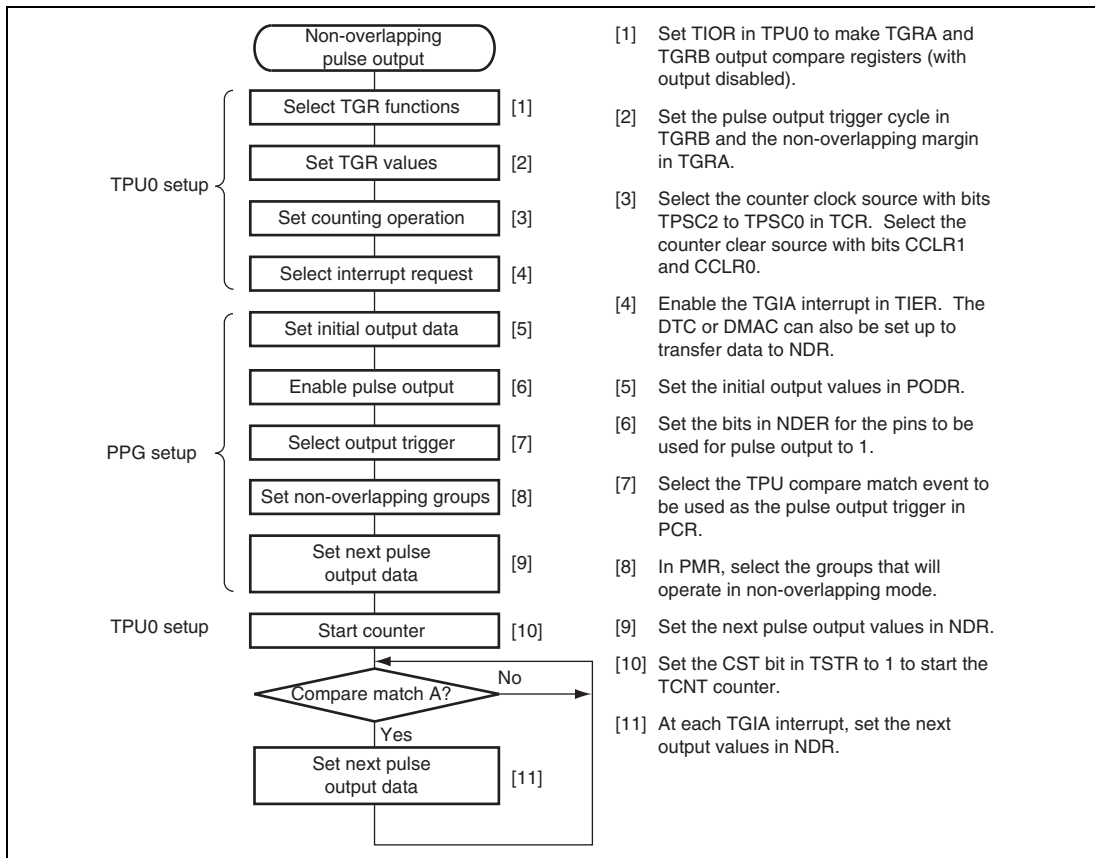 Non-overlapping
pulse output
Select TGR functions [1]
Set TGR values [2]
TPU0 setup
Set counting operation [3]
Select interrupt request [4]
Set initial output data [5]
Enable pulse output [6]
Select output trigger [7]
PPG setup
Set non-overlapping groups [8]
Set next pulse
output data
[9]
TPU0 setup
Start counter [10]
Compare match A?
No
Yes
Set next pulse
output data
[11]
[1] Set TIOR in TPU0 to make TGRA and
TGRB output compare registers (with
output disabled).
[2] Set the pulse output trigger cycle in
TGRB and the non-overlapping margin
in TGRA.
[3] Select the counter clock source with bits
TPSC2 to TPSC0 in TCR. Select the
counter clear source with bits CCLR1
and CCLR0.
[4] Enable the TGIA interrupt in TIER. The
DTC or DMAC can also be set up to
transfer data to NDR.
[5] Set the initial output values in PODR.
[6] Set the bits in NDER for the pins to be
used for pulse output to 1.
[7] Select the TPU compare match event to
be used as the pulse output trigger in
PCR.
[8] In PMR, select the groups that will
operate in non-overlapping mode.
[9] Set the next pulse output values in NDR.
[10] Set the CST bit in TSTR to 1 to start the
TCNT counter.
[11] At each TGIA interrupt, set the next
output values in NDR.